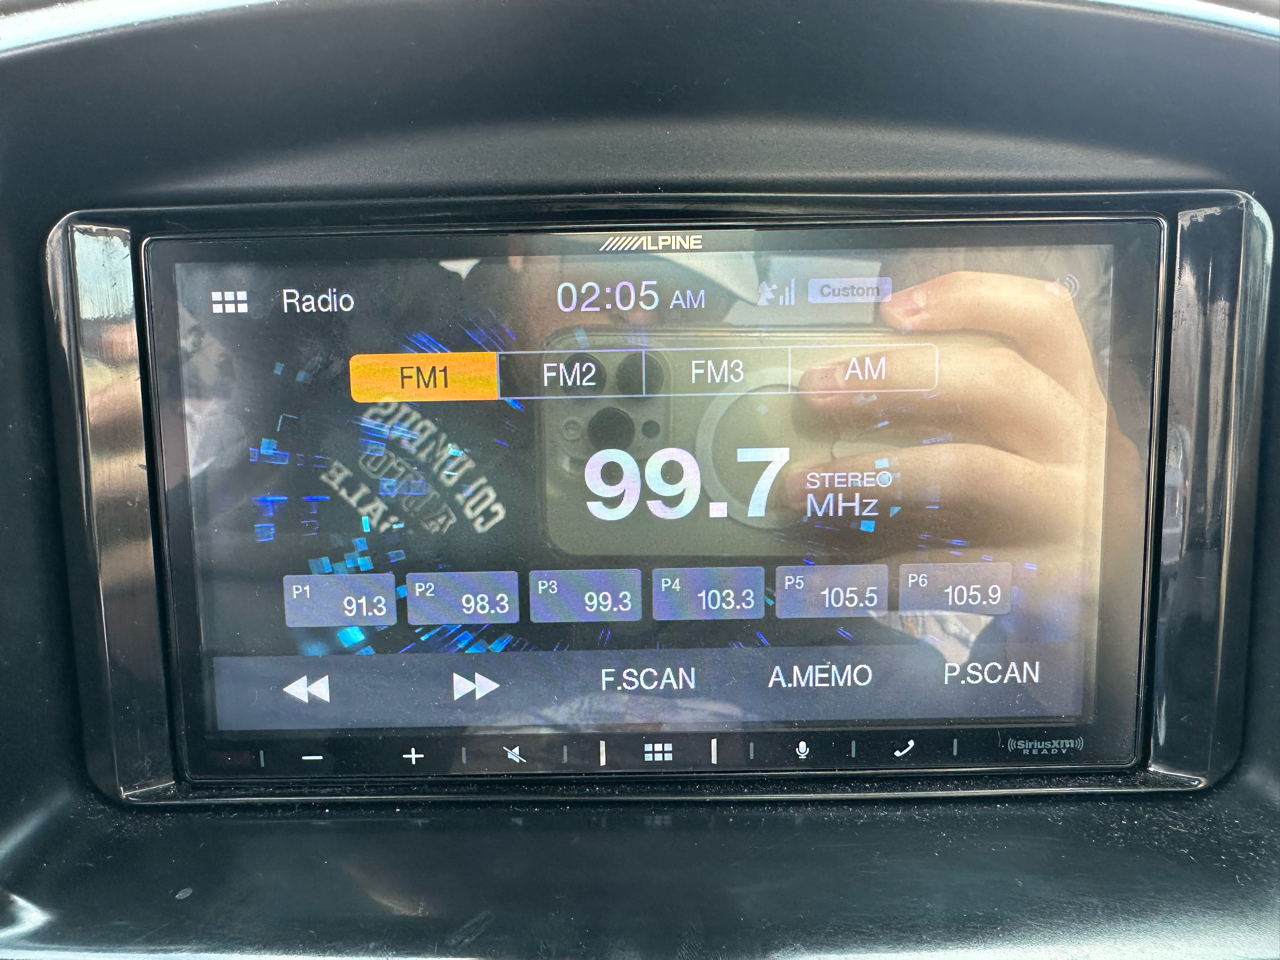 ALPINE
Radio 02:05 AM Custom
FM1 FM2 FM3 AM
99.7 STEREO MHz
P1 91.3 P2 98.3 P3 99.3 P4 103.3 P5 105.5 P6 105.9
F.SCAN A.MEMO P.SCAN
− + ((SiriusXM))
READY